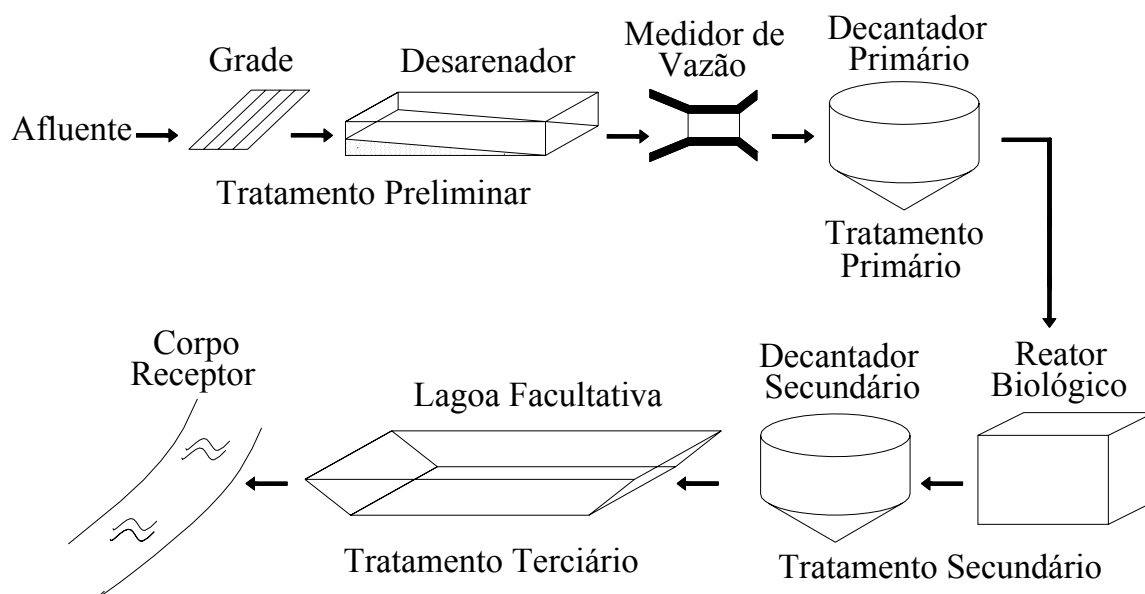 Afluente
Grade
Desarenador
Tratamento Preliminar
Medidor de
Vazão
Decantador
Primário
Tratamento
Primário
Reator
Biológico
Decantador
Secundário
Tratamento Secundário
Lagoa Facultativa
Tratamento Terciário
Corpo
Receptor